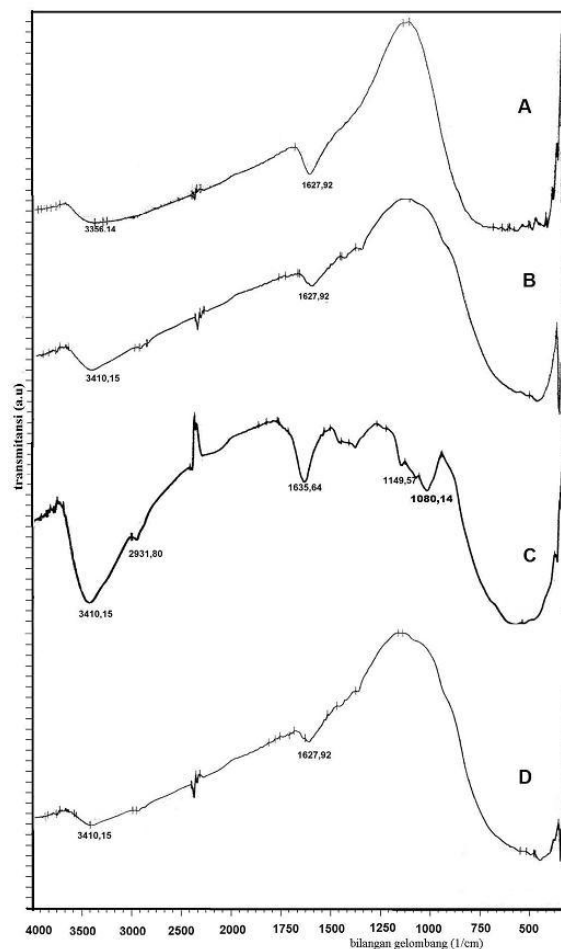 A
1627,92
3356.14
B
1627,92
3410,15
transmitansi (a.u)
1635,64
1149,57
1080,14
2931,80
C
3410,15
1627,92
D
3410,15
4000 3500 3000 2500 2000 1750 1500 1250 1000 750 500
bilangan gelombang (1/cm)